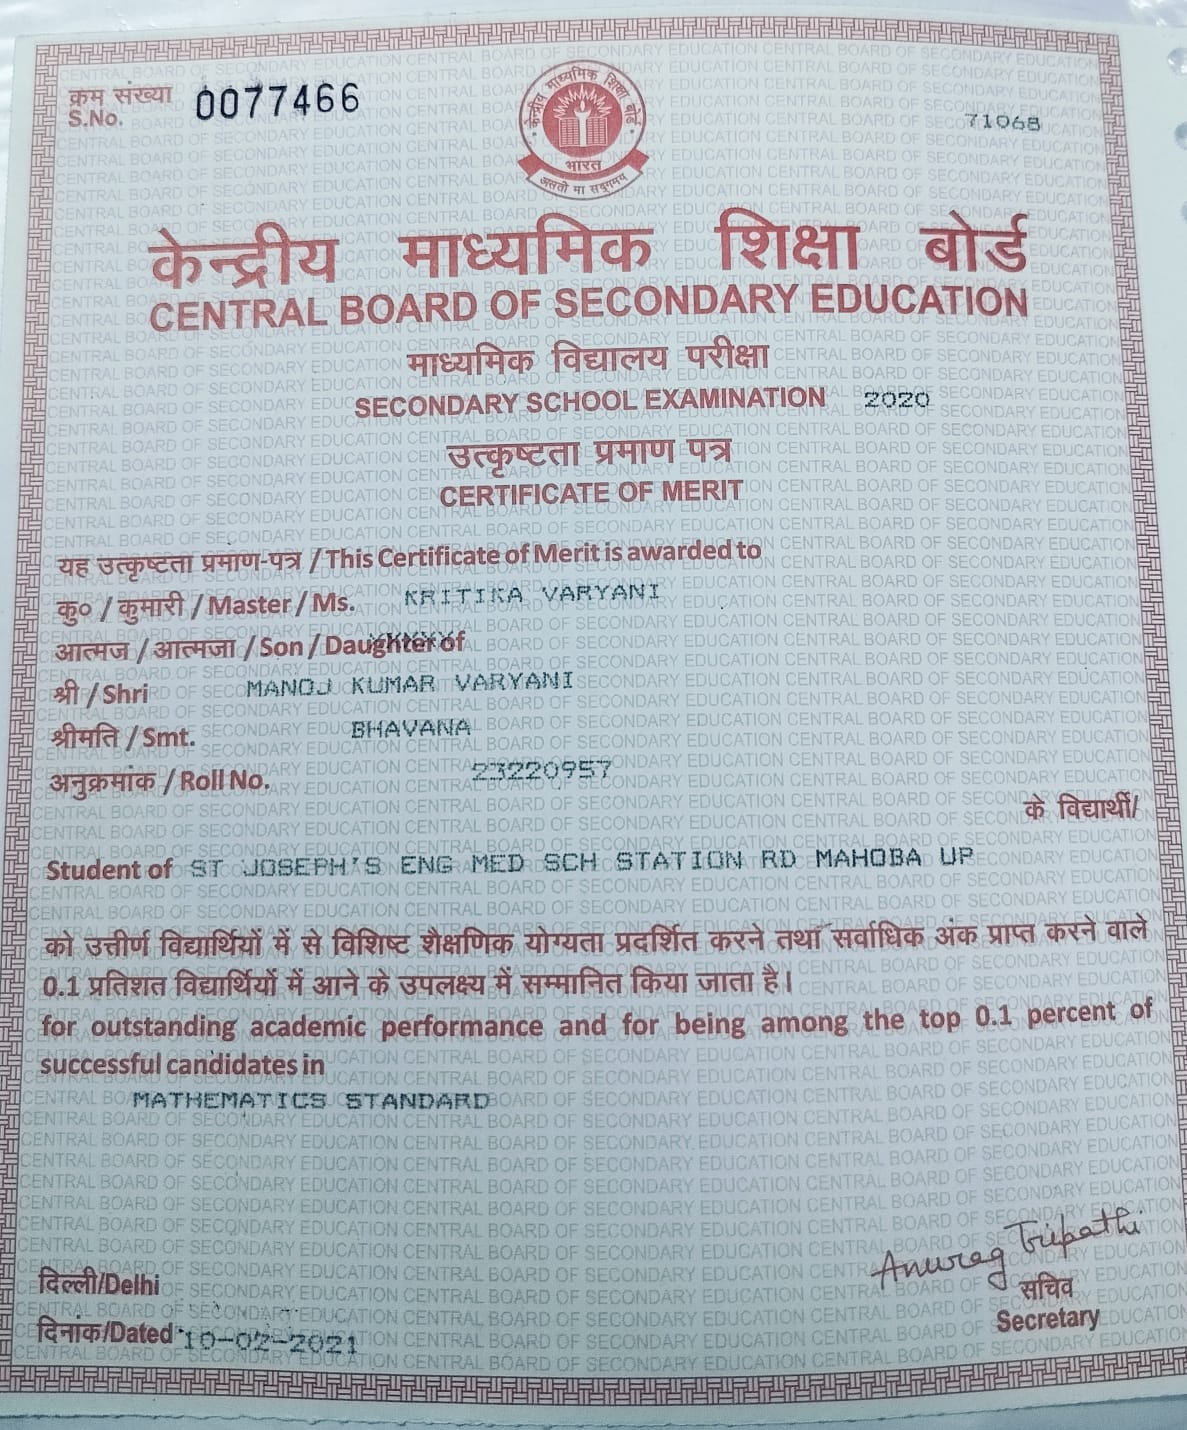 क्रम संख्या
S.No. 0077466
केन्द्रीय माध्यमिक शिक्षा बोर्ड
भारत
असतो मा सद्गमय
71068
केन्द्रीय माध्यमिक शिक्षा बोर्ड
CENTRAL BOARD OF SECONDARY EDUCATION
माध्यमिक विद्यालय परीक्षा
SECONDARY SCHOOL EXAMINATION 2020
उत्कृष्टता प्रमाण पत्र
CERTIFICATE OF MERIT
यह उत्कृष्टता प्रमाण-पत्र / This Certificate of Merit is awarded to
कु० / कुमारी / Master / Ms. KRITIKA VARYANI
आत्मज / आत्मजा / Son / Daughter of
श्री / Shri MANOJ KUMAR VARYANI
श्रीमति / Smt. BHAVANA
अनुक्रमांक / Roll No. 23220957
के विद्यार्थी/
Student of ST JOSEPH'S ENG MED SCH STATION RD MAHOBA UP
को उत्तीर्ण विद्यार्थियों में से विशिष्ट शैक्षणिक योग्यता प्रदर्शित करने तथा सर्वाधिक अंक प्राप्त करने वाले
0.1 प्रतिशत विद्यार्थियों में आने के उपलक्ष्य में सम्मानित किया जाता है।
for outstanding academic performance and for being among the top 0.1 percent of
successful candidates in
MATHEMATICS STANDARD
Anurag Tripathi
दिल्ली/Delhi
सचिव
Secretary
दिनांक/Dated 10-02-2021